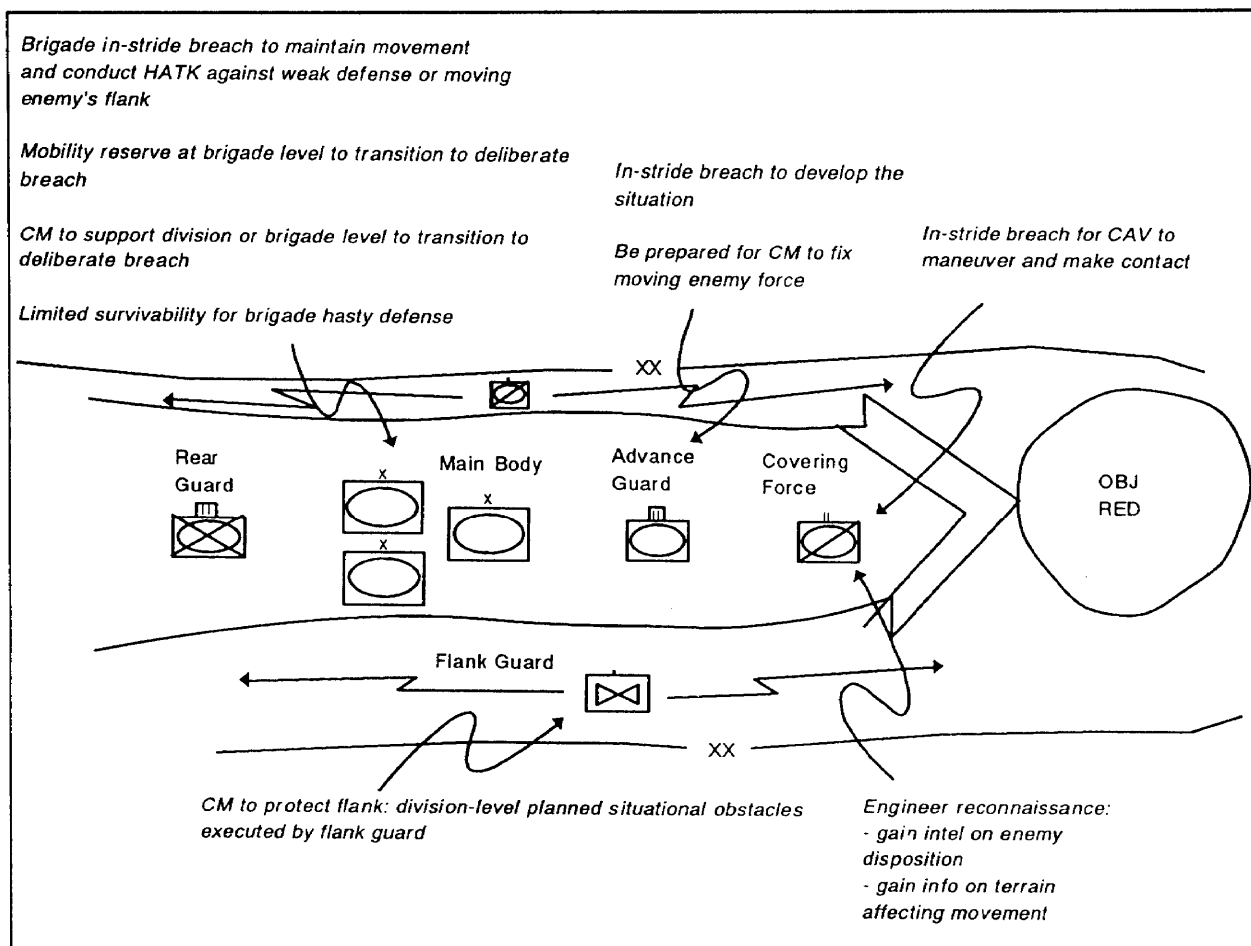 Brigade in-stride breach to maintain movement
and conduct HATK against weak defense or moving
enemy's flank
Mobility reserve at brigade level to transition to deliberate
breach
CM to support division or brigade level to transition to
deliberate breach
Limited survivability for brigade hasty defense
In-stride breach to develop the
situation
Be prepared for CM to fix
moving enemy force
In-stride breach for CAV to
maneuver and make contact
XX
Rear
Guard
X
X
Main Body
X
Advance
Guard
Covering
Force
II
OBJ
RED
Flank Guard
XX
CM to protect flank: division-level planned situational obstacles
executed by flank guard
Engineer reconnaissance:
- gain intel on enemy
disposition
- gain info on terrain
affecting movement